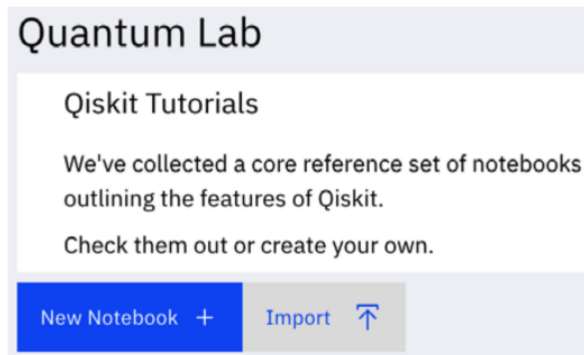 Quantum Lab
Qiskit Tutorials
We've collected a core reference set of notebooks
outlining the features of Qiskit.
Check them out or create your own.
New Notebook +
Import